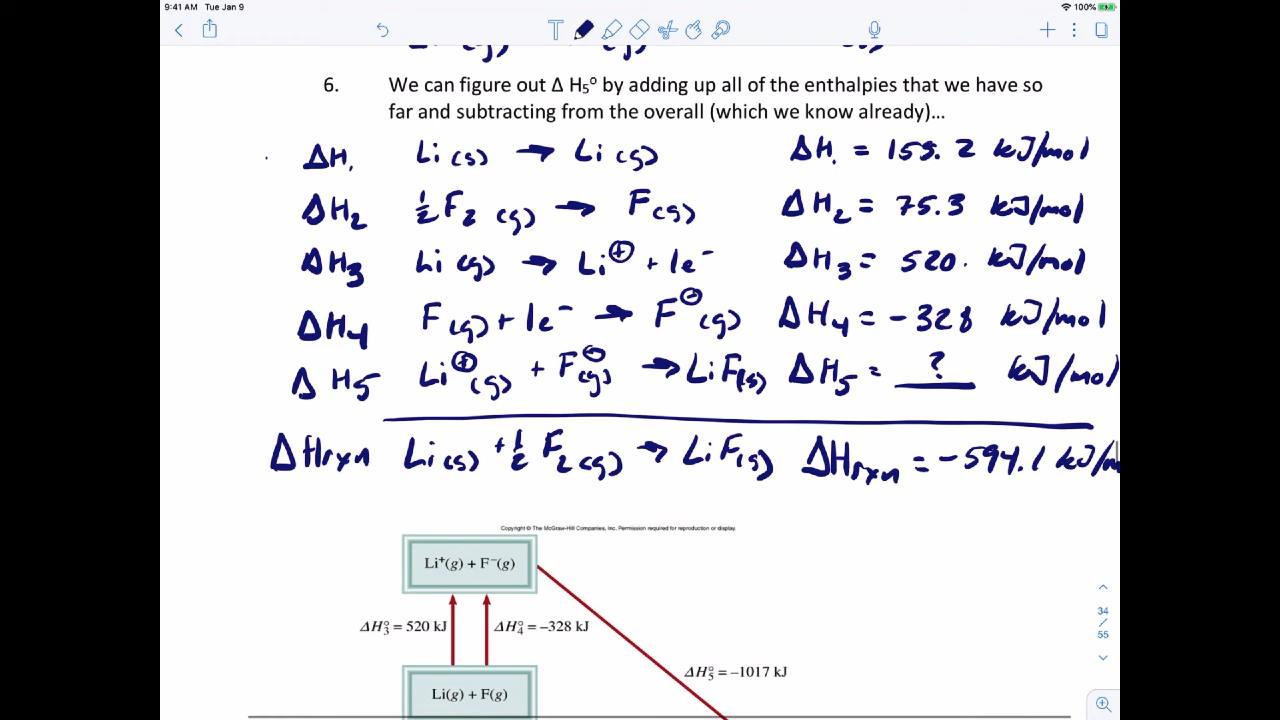 9:41 AM Tue Jan 9 100%
6. We can figure out Δ H₅° by adding up all of the enthalpies that we have so
far and subtracting from the overall (which we know already)…
ΔH₁ Li(s) → Li(g) ΔH₁ = 155.2 kJ/mol
ΔH₂ ½F₂(g) → F(g) ΔH₂ = 75.3 kJ/mol
ΔH₃ Li(g) → Li⊕ + 1e⁻ ΔH₃ = 520. kJ/mol
ΔH₄ F(g) + 1e⁻ → F⊖(g) ΔH₄ = -328 kJ/mol
ΔH₅ Li⊕(g) + F⊖(g) → LiF(s) ΔH₅ = ? kJ/mol
ΔHrxn Li(s) + ½F₂(g) → LiF(g) ΔHrxn = -594.1 kJ/m
Copyright © The McGraw-Hill Companies, Inc. Permission required for reproduction or display.
Li⁺(g) + F⁻(g)
ΔH₃° = 520 kJ ΔH₄° = –328 kJ
ΔH₅° = –1017 kJ
Li(g) + F(g)
34
/
55